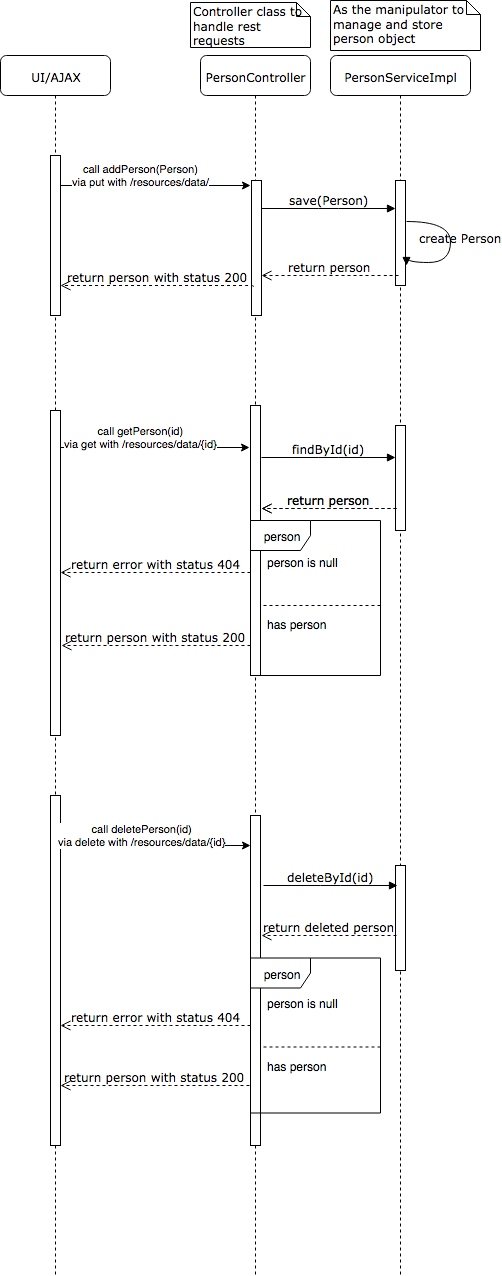 Controller class to
handle rest
requests
As the manipulator to
manage and store
person object
UI/AJAX
PersonController
PersonServiceImpl
call addPerson(Person)
via put with /resources/data/
save(Person)
create Person
return person
return person with status 200
call getPerson(id)
via get with /resources/data/{id}
findById(id)
return person
person
person is null
return error with status 404
has person
return person with status 200
call deletePerson(id)
via delete with /resources/data/{id}
deleteById(id)
return deleted person
person
person is null
return error with status 404
has person
return person with status 200